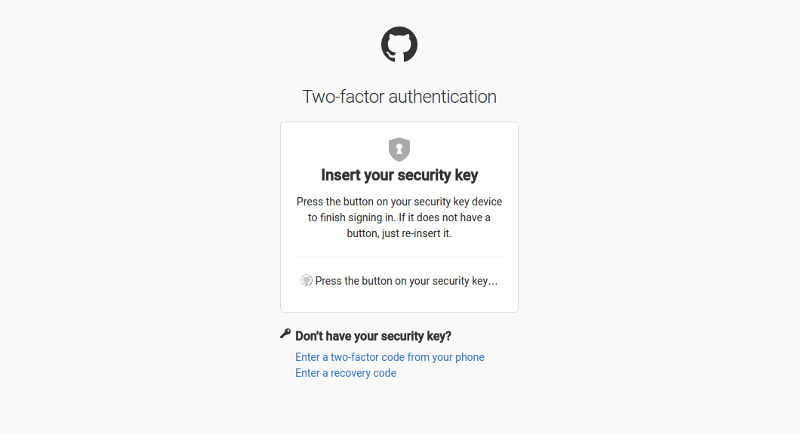 Two-factor authentication
Insert your security key
Press the button on your security key device
to finish signing in. If it does not have a
button, just re-insert it.
Press the button on your security key...
Don't have your security key?
Enter a two-factor code from your phone
Enter a recovery code